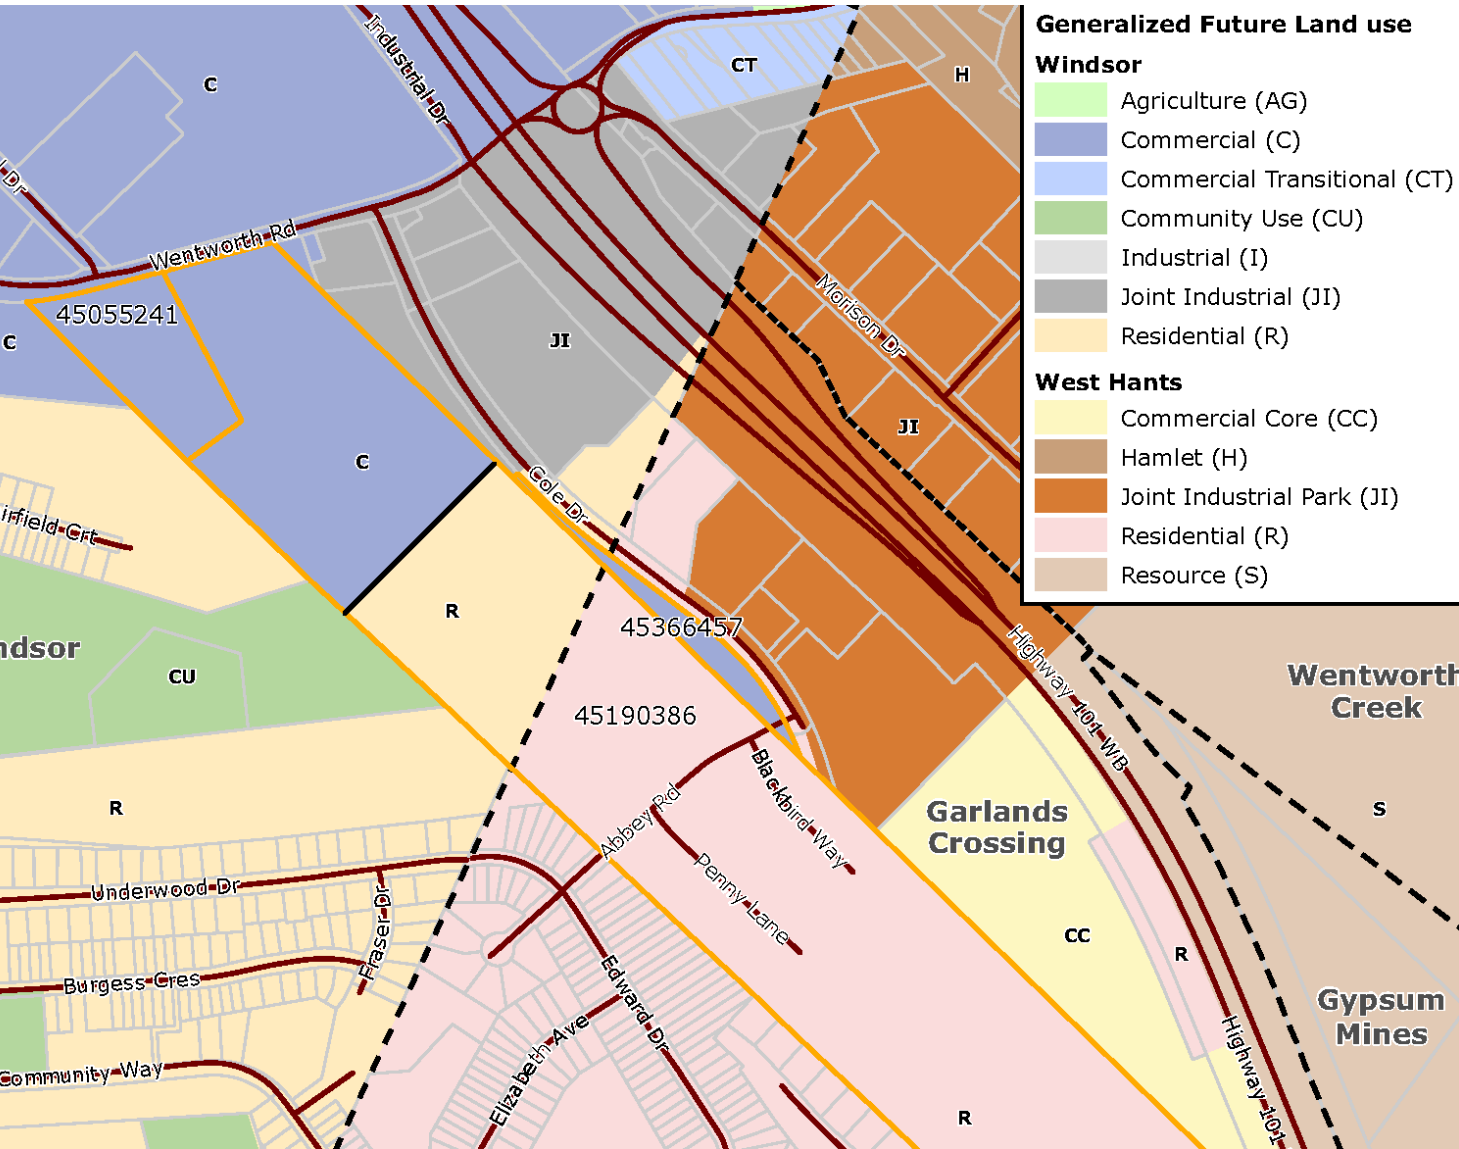 Generalized Future Land use
Windsor
Agriculture (AG)
Commercial (C)
Commercial Transitional (CT)
Community Use (CU)
Industrial (I)
Joint Industrial (JI)
Residential (R)
West Hants
Commercial Core (CC)
Hamlet (H)
Joint Industrial Park (JI)
Residential (R)
Resource (S)
Industrial Dr
C
CT
H
Dr
Wentworth Rd
45055241
C
JI
Morison Dr
JI
C
Cole Dr
irfield Crt
R
45366457
ndsor
CU
45190386
Highway 101 WB
Wentworth
Creek
Blackbird Way
Abbey Rd
R
Garlands
Crossing
S
Penny Lane
Underwood Dr
Fraser Dr
CC
R
Burgess Cres
Edward Dr
Gypsum
Mines
Elizabeth Ave
Community Way
Highway 101
R